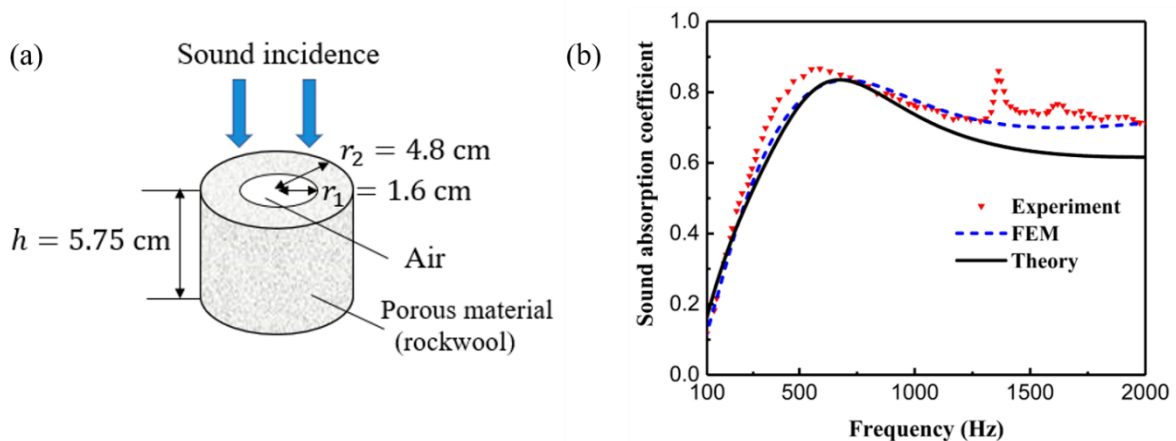 (a)
Sound incidence
r₂ = 4.8 cm
r₁ = 1.6 cm
h = 5.75 cm
Air
Porous material
(rockwool)
(b)
Sound absorption coefficient
1.0
0.8
0.6
0.4
0.2
0.0
Experiment
FEM
Theory
100 500 1000 1500 2000
Frequency (Hz)